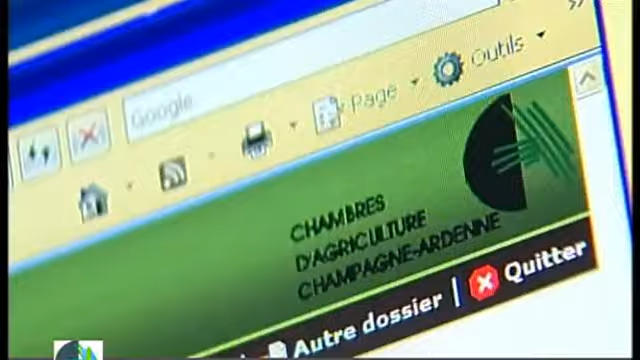 Google
Page
Outils
CHAMBRES
D'AGRICULTURE
CHAMPAGNE-ARDENNE
Autre dossier | Quitter